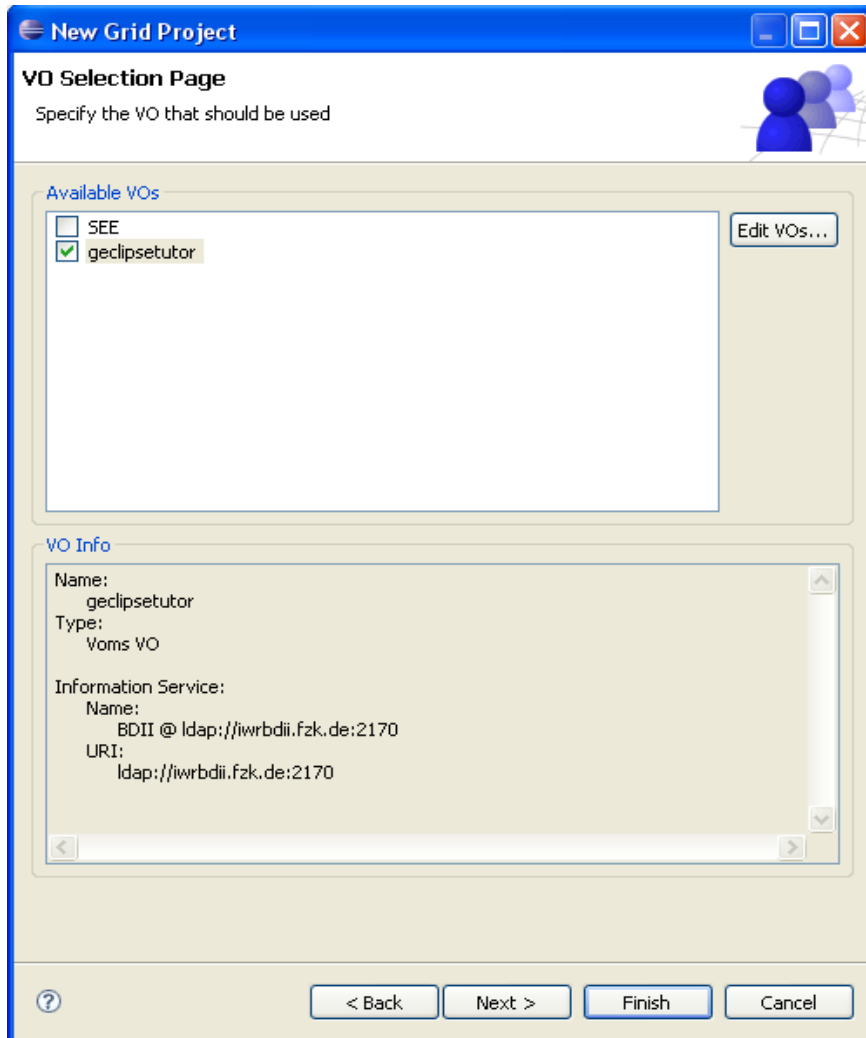 New Grid Project
VO Selection Page
Specify the VO that should be used
Available VOs
SEE
geclipsetutor
Edit VOs...
VO Info
Name:
geclipsetutor
Type:
Voms VO
Information Service:
Name:
BDII @ ldap://iwrbdii.fzk.de:2170
URI:
ldap://iwrbdii.fzk.de:2170
< Back Next > Finish Cancel